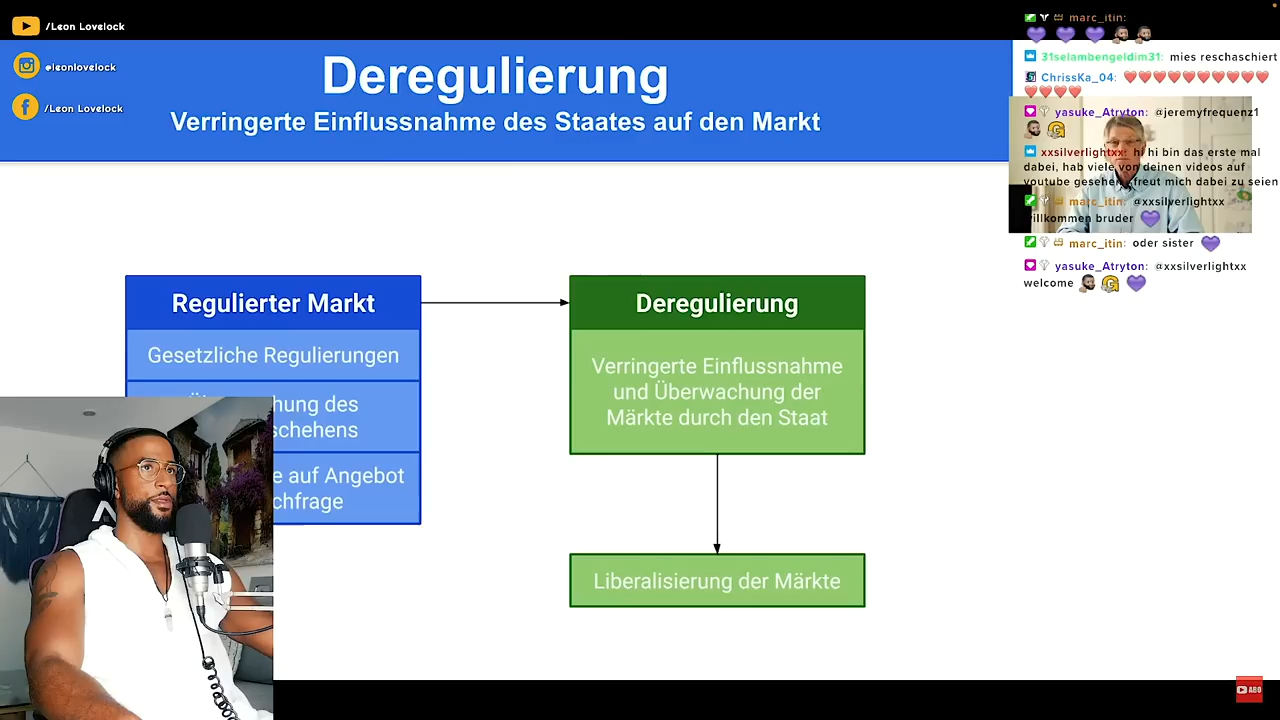 /Leon Lovelock
@leonlovelock
/Leon Lovelock
Deregulierung
Verringerte Einflussnahme des Staates auf den Markt
Regulierter Markt
Gesetzliche Regulierungen
hung des
schehens
e auf Angebot
chfrage
Deregulierung
Verringerte Einflussnahme
und Überwachung der
Märkte durch den Staat
Liberalisierung der Märkte
marc_itin:
31selambengeldim31: mies reschaschiert
ChrissKa_04:
yasuke_Atryton: @jeremyfrequenz1
xxsilverlightxx: hi hi bin das erste mal
dabei, hab viele von deinen videos auf
youtube gesehen, freut mich dabei zu seien
marc_itin: @xxsilverlightxx
willkommen bruder
marc_itin: oder sister
yasuke_Atryton: @xxsilverlightxx
welcome
ABO